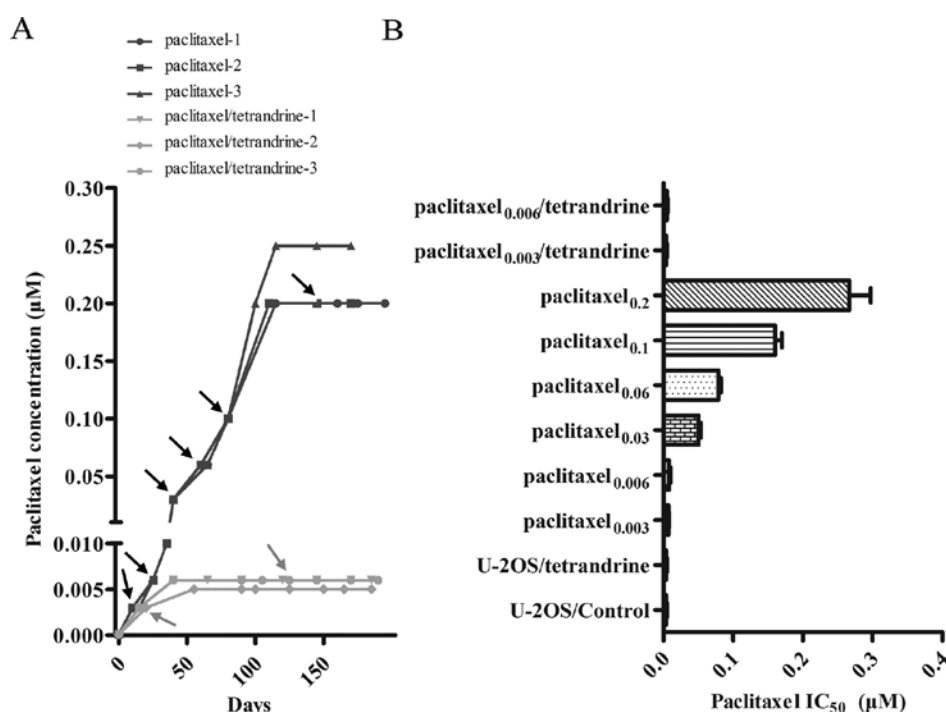 A
paclitaxel-1
paclitaxel-2
paclitaxel-3
paclitaxel/tetrandrine-1
paclitaxel/tetrandrine-2
paclitaxel/tetrandrine-3
Paclitaxel concentration (µM)
0.30
0.25
0.20
0.15
0.10
0.05
0.010
0.005
0.000
0
50
100
150
Days
B
paclitaxel0.006/tetrandrine
paclitaxel0.003/tetrandrine
paclitaxel0.2
paclitaxel0.1
paclitaxel0.06
paclitaxel0.03
paclitaxel0.006
paclitaxel0.003
U-2OS/tetrandrine
U-2OS/Control
0.0
0.1
0.2
0.3
0.4
Paclitaxel IC50 (µM)